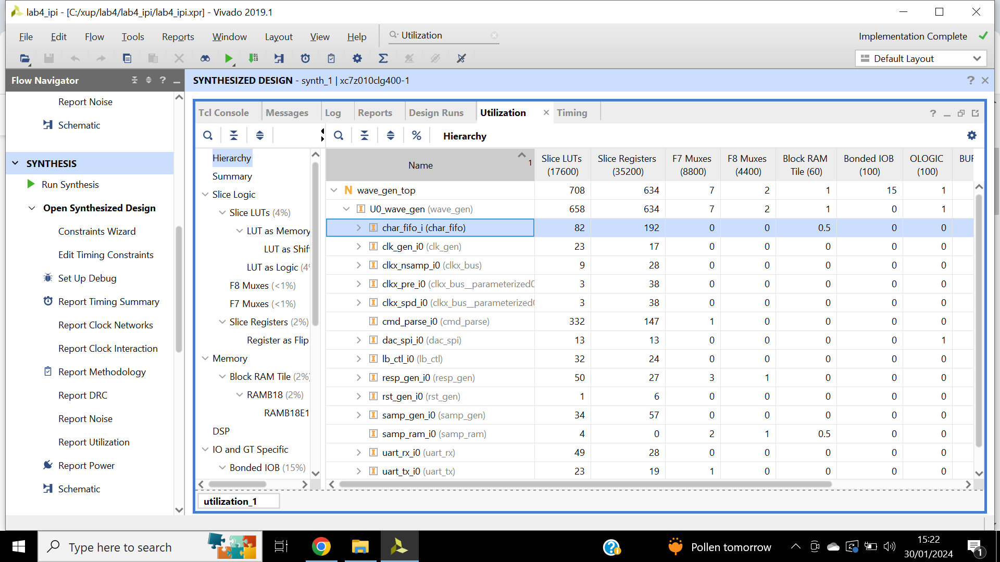 lab4_ipi - [C:/xup/lab4/lab4_ipi/lab4_ipi.xpr] - Vivado 2019.1
File Edit Flow Tools Reports Window Layout View Help
Utilization
Implementation Complete
Default Layout
Flow Navigator
SYNTHESIZED DESIGN - synth_1 | xc7z010clg400-1
Report Noise
Schematic
SYNTHESIS
Run Synthesis
Open Synthesized Design
Constraints Wizard
Edit Timing Constraints
Set Up Debug
Report Timing Summary
Report Clock Networks
Report Clock Interaction
Report Methodology
Report DRC
Report Noise
Report Utilization
Report Power
Schematic
Tcl Console Messages Log Reports Design Runs Utilization Timing
Hierarchy
Hierarchy
Summary
Slice Logic
Slice LUTs (4%)
LUT as Memory
LUT as Shif
LUT as Logic (4%
F8 Muxes (<1%)
F7 Muxes (<1%)
Slice Registers (2%)
Register as Flip
Memory
Block RAM Tile (2%)
RAMB18 (2%)
RAMB18E1
DSP
IO and GT Specific
Bonded IOB (15%)
Name 1 Slice LUTs (17600) Slice Registers (35200) F7 Muxes (8800) F8 Muxes (4400) Block RAM Tile (60) Bonded IOB (100) OLOGIC (100) BUF
N wave_gen_top 708 634 7 2 1 15 1
U0_wave_gen (wave_gen) 658 634 7 2 1 0 1
char_fifo_i (char_fifo) 82 192 0 0 0.5 0 0
clk_gen_i0 (clk_gen) 23 17 0 0 0 0 0
clkx_nsamp_i0 (clkx_bus) 9 28 0 0 0 0 0
clkx_pre_i0 (clkx_bus__parameterized0 3 38 0 0 0 0 0
clkx_spd_i0 (clkx_bus__parameterized0 3 38 0 0 0 0 0
cmd_parse_i0 (cmd_parse) 332 147 1 0 0 0 0
dac_spi_i0 (dac_spi) 13 13 0 0 0 0 1
lb_ctl_i0 (lb_ctl) 32 24 0 0 0 0 0
resp_gen_i0 (resp_gen) 50 27 3 1 0 0 0
rst_gen_i0 (rst_gen) 1 6 0 0 0 0 0
samp_gen_i0 (samp_gen) 34 57 0 0 0 0 0
samp_ram_i0 (samp_ram) 4 0 2 1 0.5 0 0
uart_rx_i0 (uart_rx) 49 28 0 0 0 0 0
uart_tx_i0 (uart_tx) 23 19 1 0 0 0 0
utilization_1
Type here to search
Pollen tomorrow
15:22
30/01/2024
1